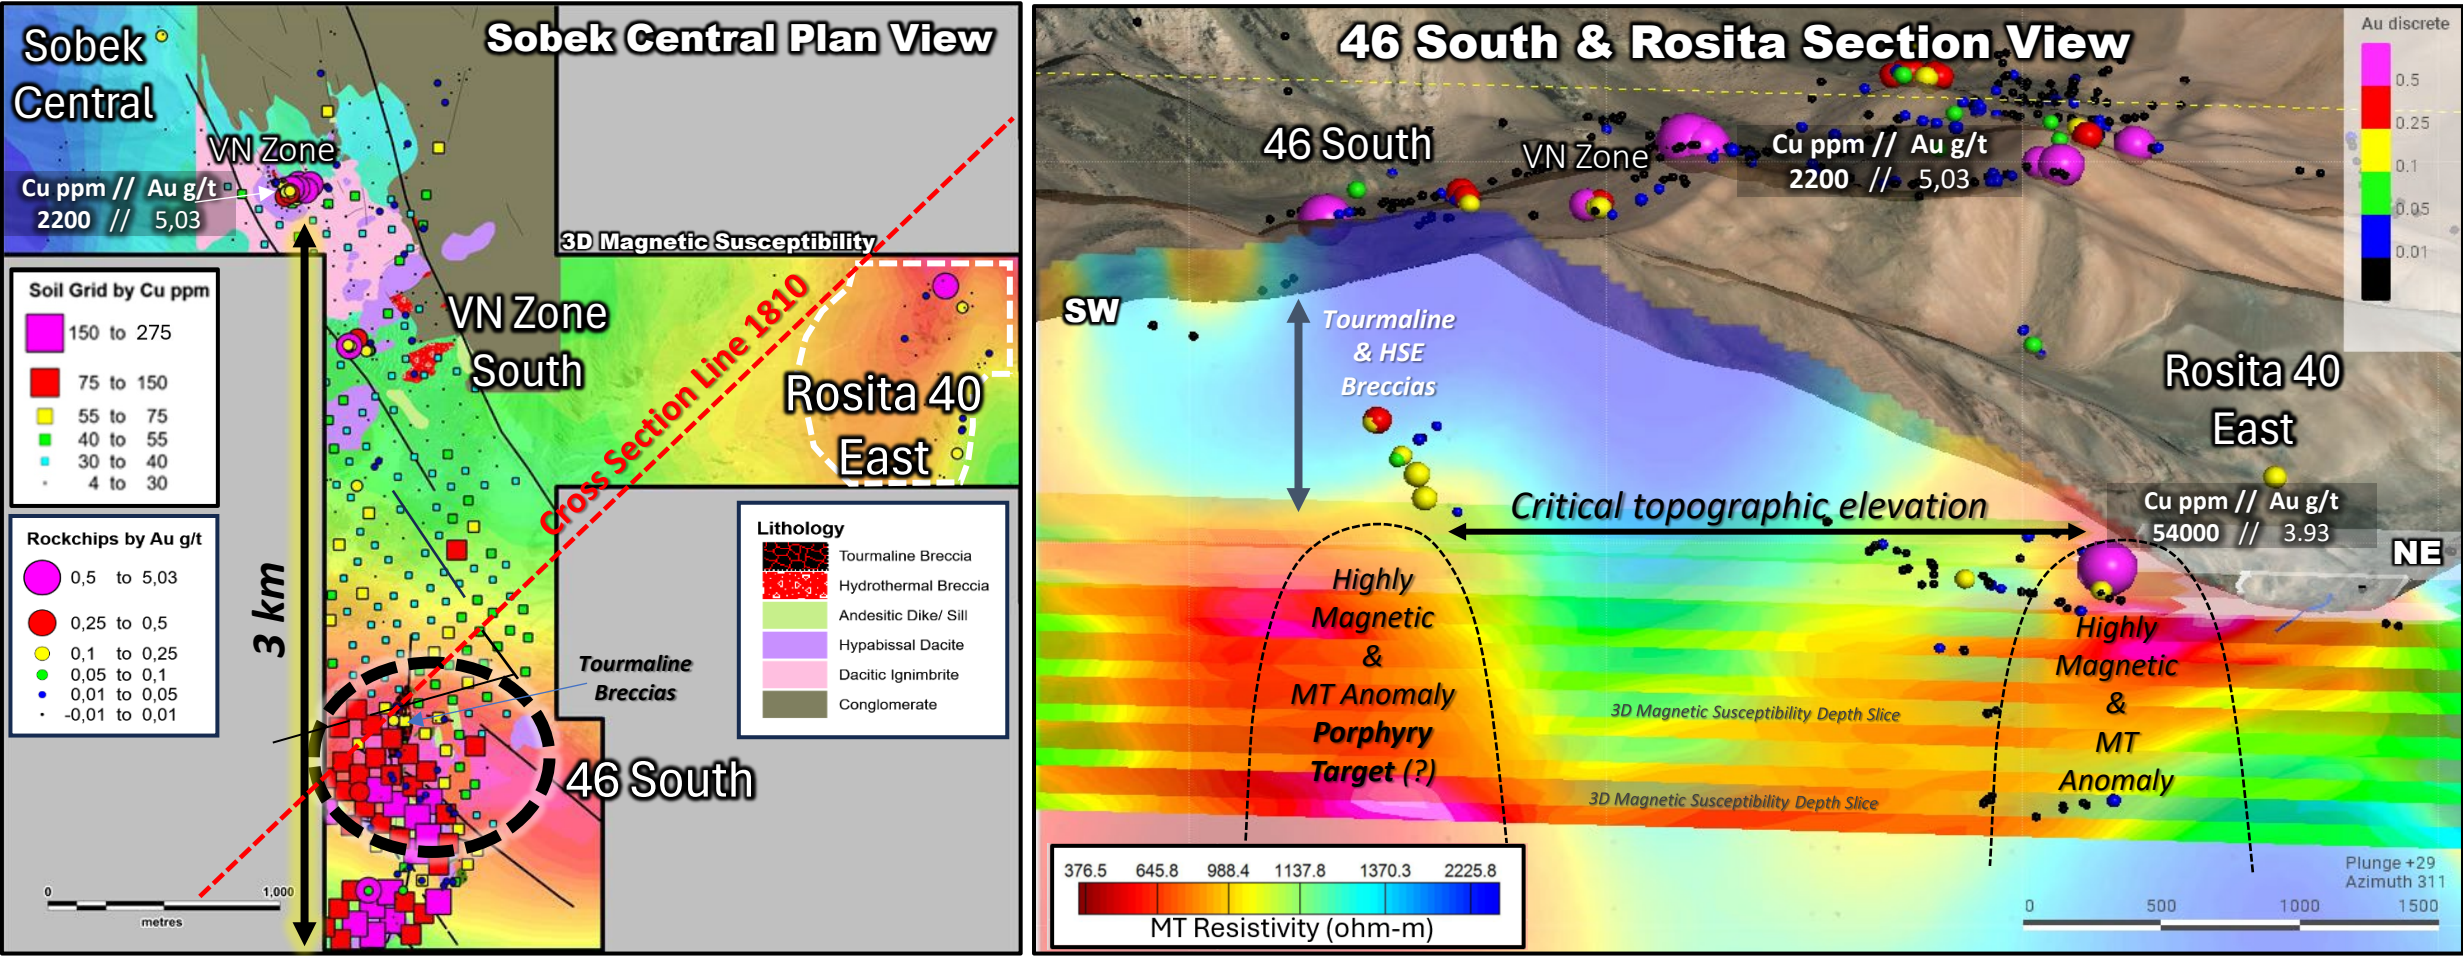 Sobek Central Plan View
Sobek
Central
VN Zone
Cu ppm // Au g/t
2200 // 5,03
3D Magnetic Susceptibility
Soil Grid by Cu ppm
150 to 275
75 to 150
55 to 75
40 to 55
30 to 40
4 to 30
Rockchips by Au g/t
0,5 to 5,03
0,25 to 0,5
0,1 to 0,25
0,05 to 0,1
0,01 to 0,05
-0,01 to 0,01
VN Zone
South
Cross Section Line 1810
Rosita 40
East
3 km
Lithology
Tourmaline Breccia
Hydrothermal Breccia
Andesitic Dike/ Sill
Hypabissal Dacite
Dacitic Ignimbrite
Conglomerate
Tourmaline
Breccias
46 South
0 1,000
metres
46 South & Rosita Section View
Au discrete
0.5
0.25
0.1
0.05
0.01
46 South
VN Zone
Cu ppm // Au g/t
2200 // 5,03
SW
Tourmaline
& HSE
Breccias
Rosita 40
East
Critical topographic elevation
Cu ppm // Au g/t
54000 // 3.93
NE
Highly
Magnetic
&
MT Anomaly
Porphyry
Target (?)
Highly
Magnetic
&
MT
Anomaly
3D Magnetic Susceptibility Depth Slice
3D Magnetic Susceptibility Depth Slice
376.5 645.8 988.4 1137.8 1370.3 2225.8
MT Resistivity (ohm-m)
Plunge +29
Azimuth 311
0 500 1000 1500